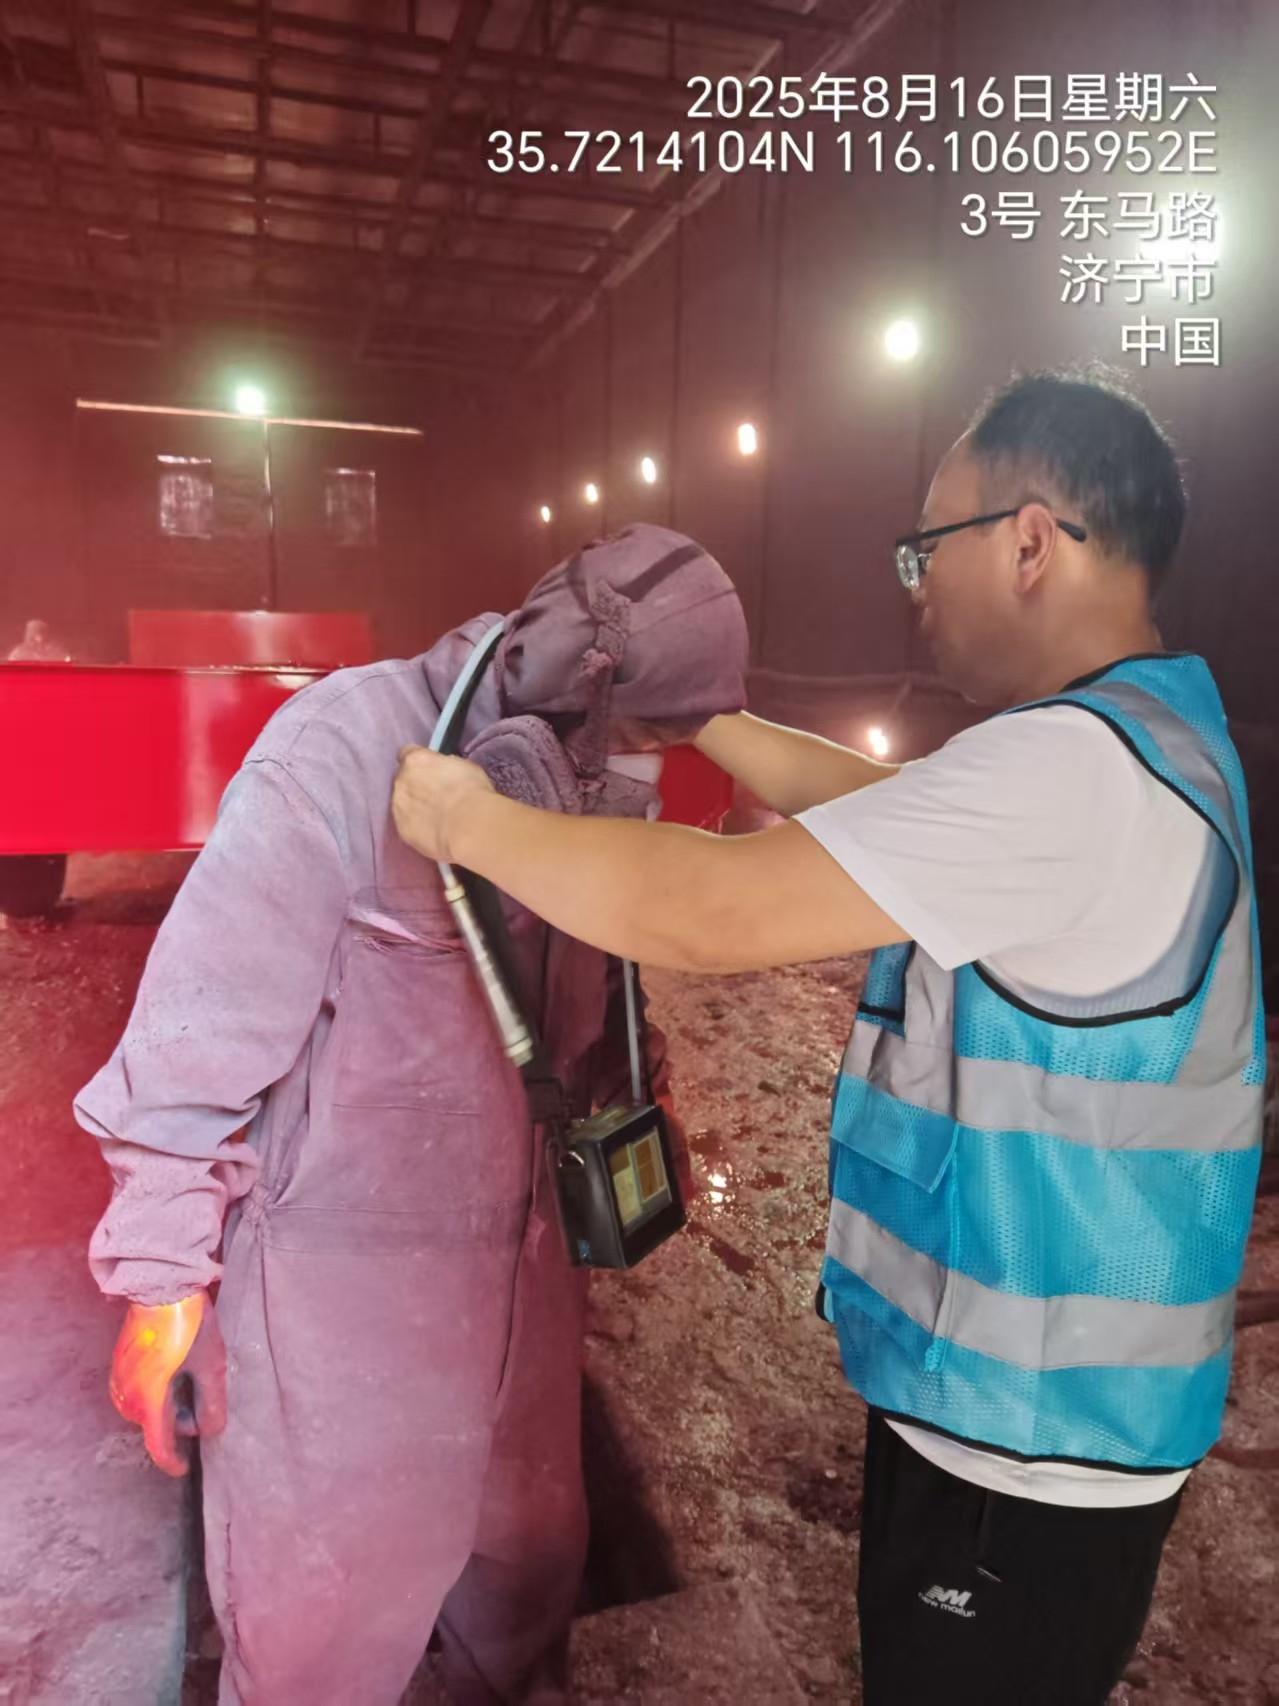 2025年8月16日星期六
35.7214104N 116.10605952E
3号 东马路
济宁市
中国
new mailun